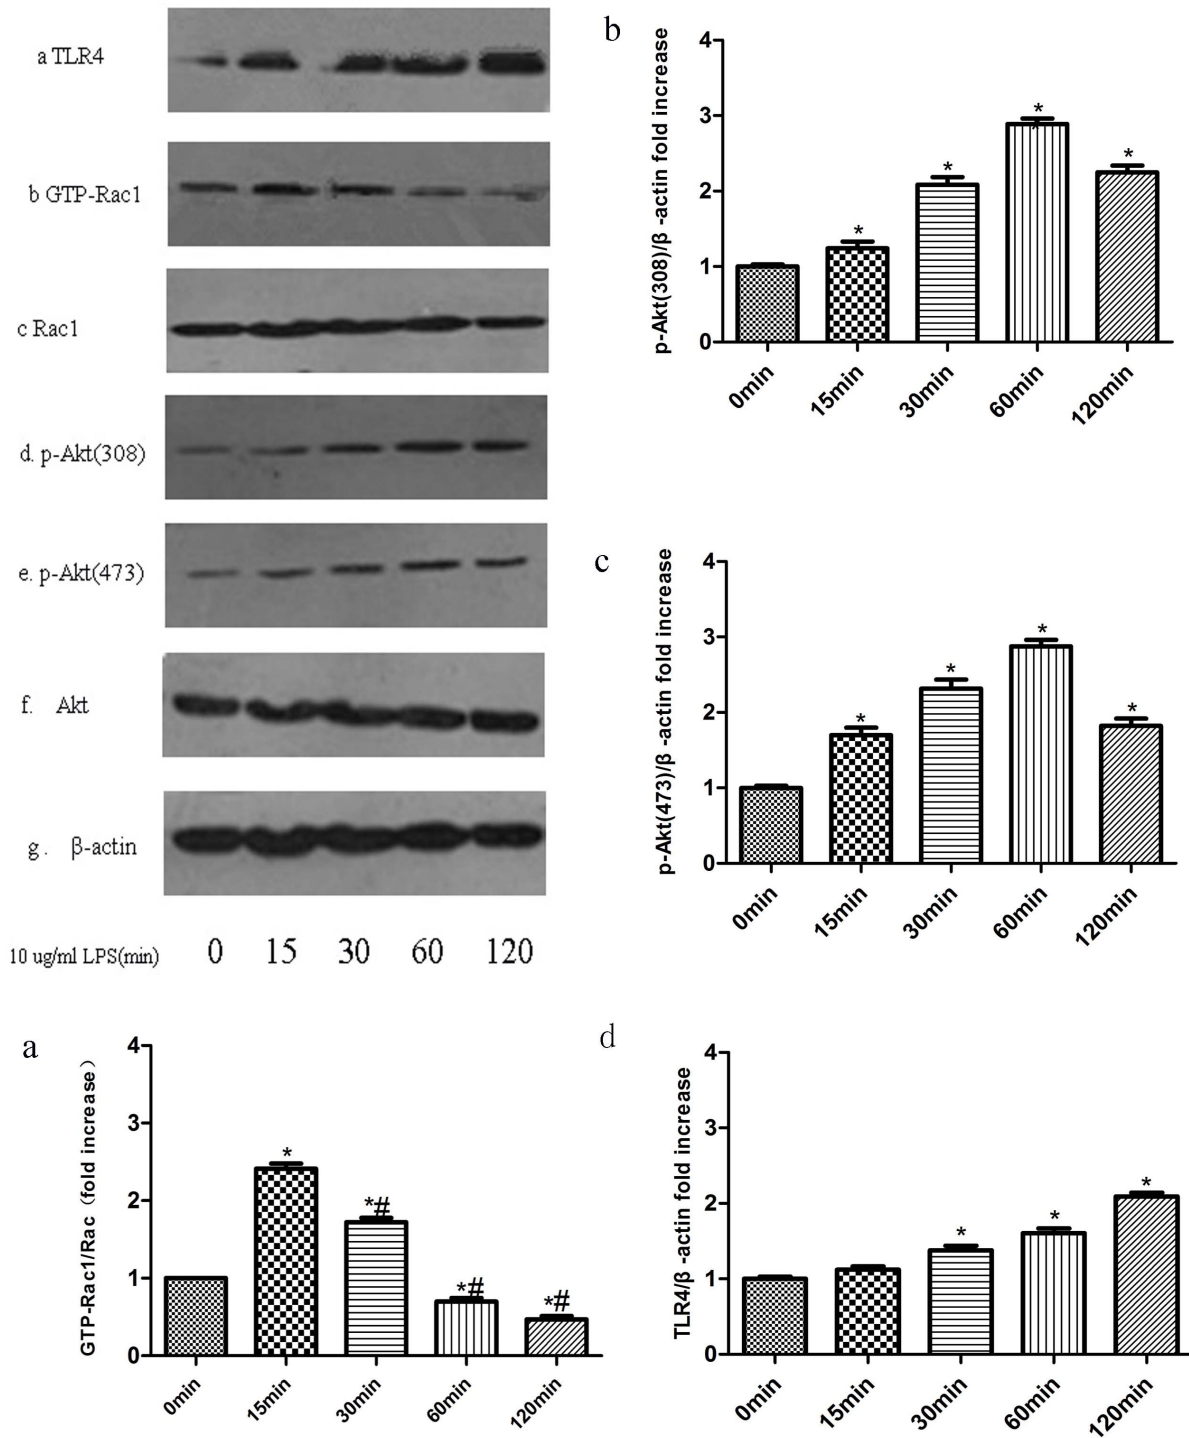 a TLR4
b GTP-Rac1
c Rac1
d. p-Akt(308)
e. p-Akt(473)
f. Akt
g . β-actin
10 ug/ml LPS(min) 0 15 30 60 120
b
p-Akt(308)/β -actin fold increase
4
3
2
1
0
*
*
*
*
0min 15min 30min 60min 120min
c
p-Akt(473)/β -actin fold increase
4
3
2
1
0
*
*
*
*
0min 15min 30min 60min 120min
a
GTP-Rac1/Rac (fold increase)
4
3
2
1
0
*
*#
*#
*#
0min 15min 30min 60min 120min
d
TLR4/β -actin fold increase
4
3
2
1
0
*
*
*
0min 15min 30min 60min 120min